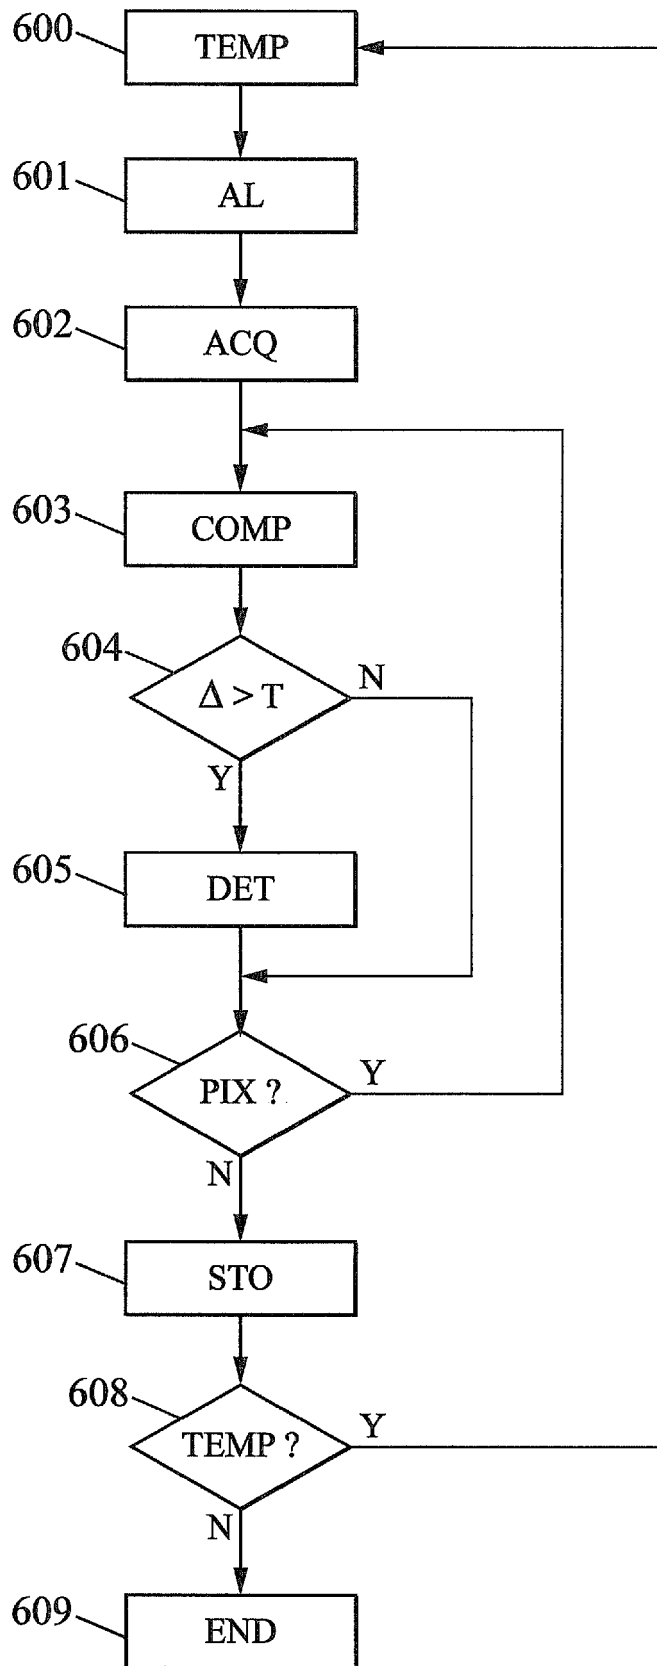 600
TEMP
601
AL
602
ACQ
603
COMP
604
Δ > T
N
Y
605
DET
606
PIX ?
Y
N
607
STO
608
TEMP ?
Y
N
609
END